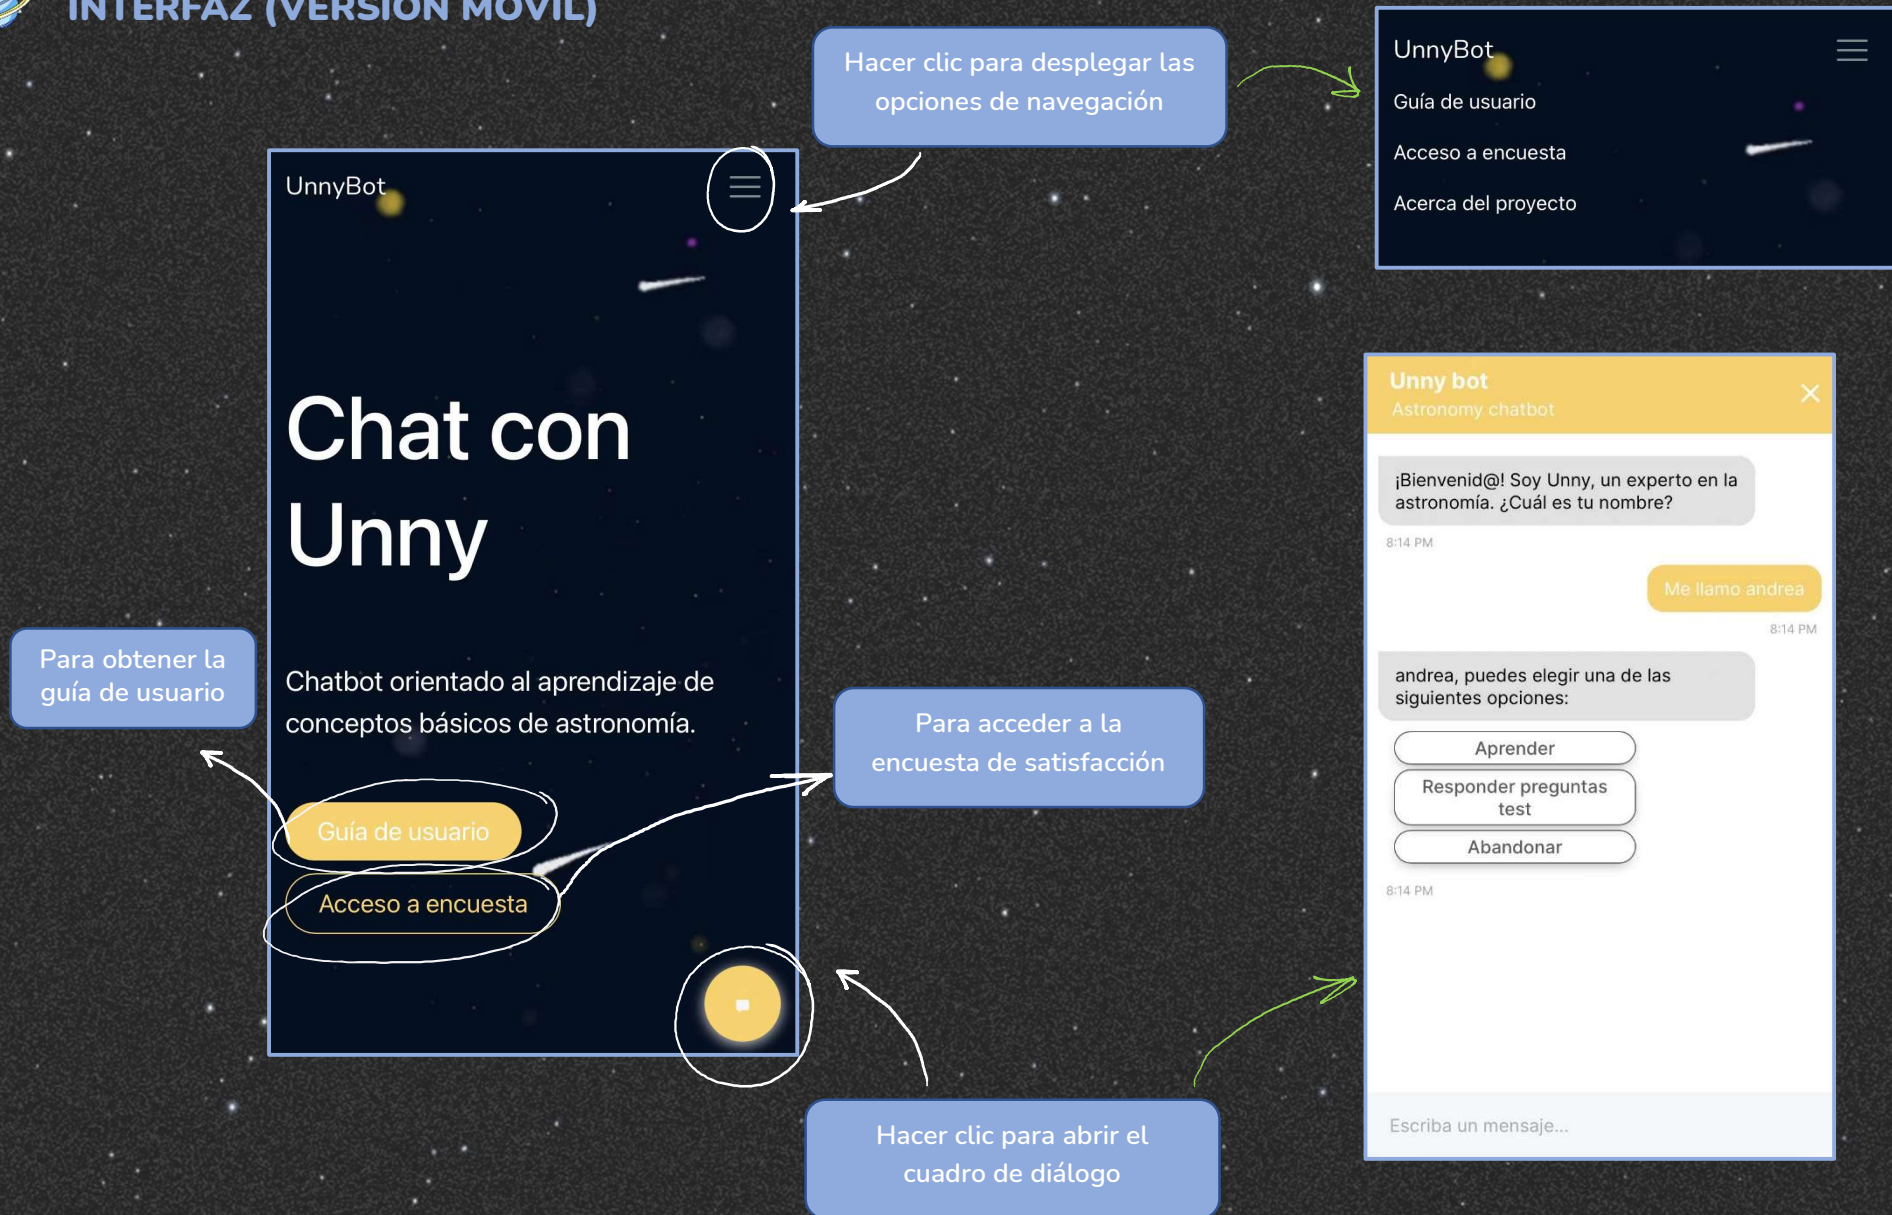 INTERFAZ (VERSIÓN MÓVIL)
Hacer clic para desplegar las
opciones de navegación
UnnyBot
Guía de usuario
Acceso a encuesta
Acerca del proyecto
UnnyBot
Chat con
Unny
Chatbot orientado al aprendizaje de
conceptos básicos de astronomía.
Guía de usuario
Acceso a encuesta
Para obtener la
guía de usuario
Para acceder a la
encuesta de satisfacción
Hacer clic para abrir el
cuadro de diálogo
Unny bot
Astronomy chatbot
¡Bienvenid@! Soy Unny, un experto en la
astronomía. ¿Cuál es tu nombre?
8:14 PM
Me llamo andrea
8:14 PM
andrea, puedes elegir una de las
siguientes opciones:
Aprender
Responder preguntas
test
Abandonar
8:14 PM
Escriba un mensaje...